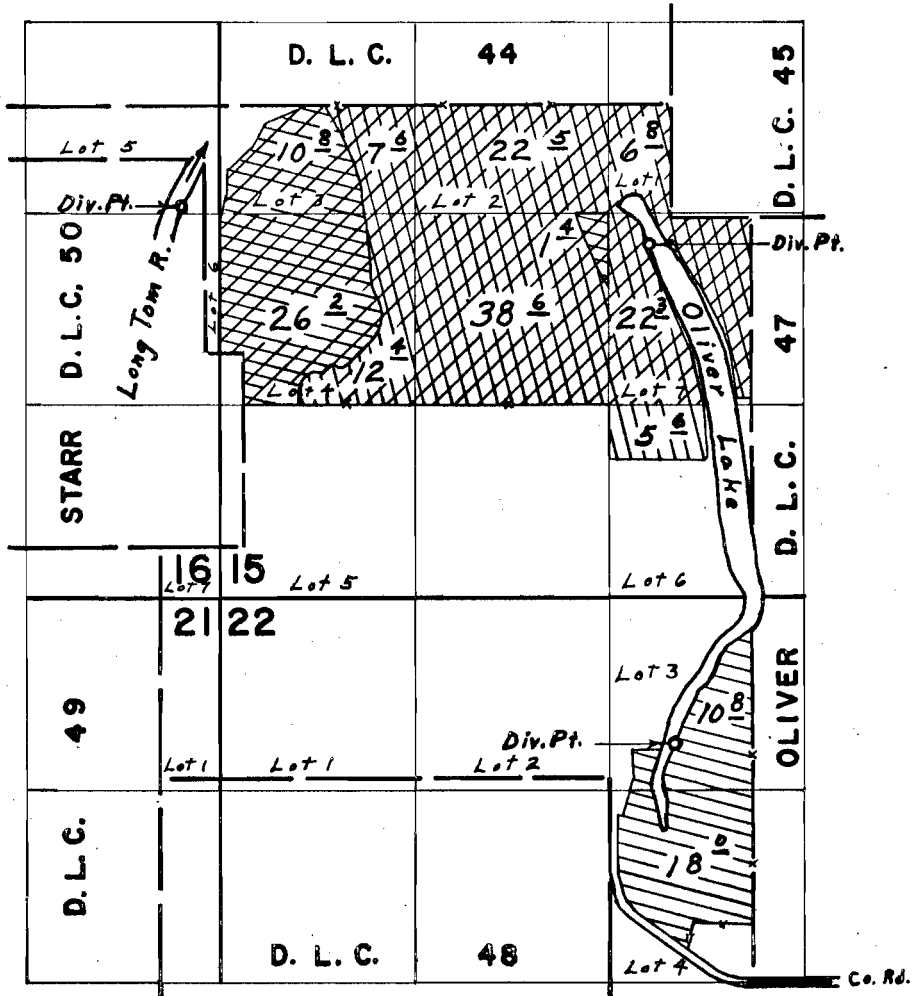 D. L. C. 44
D. L. C. 45
Lot 5
10 8
7 6
22 5
6 8
Lot 1
Div. Pt.
Lot 3
Lot 2
Div. Pt.
1 4
D. L. C. 50
Long Tom R.
Lot 6
26 2
38 6
22 3
Oliver Lake
47
12 4
Lot 4
Lot 7
5 6
STARR
D. L. C.
16 15
Lot 7
Lot 5
Lot 6
21 22
Lot 3
OLIVER
49
10 8
Div. Pt.
Lot 1
Lot 1
Lot 2
D. L. C.
18 0
D. L. C. 48
Lot 4
Co. Rd.